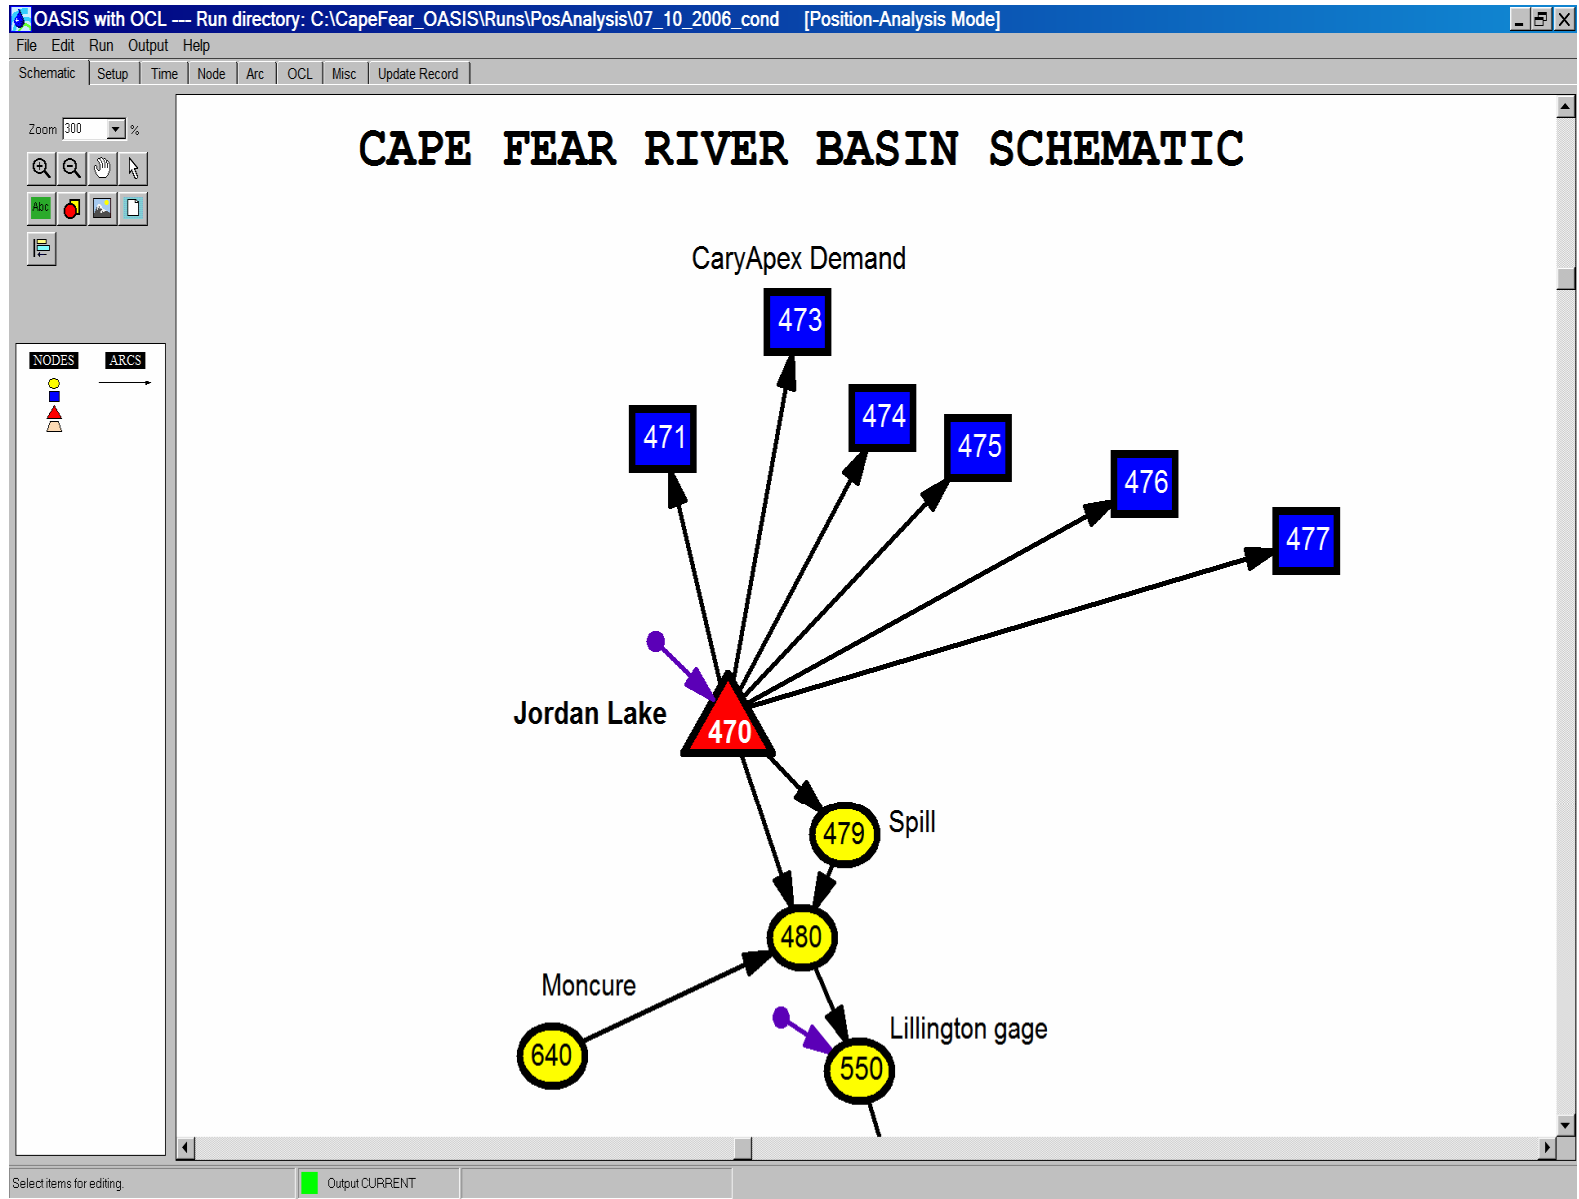 OASIS with OCL --- Run directory: C:\CapeFear_OASIS\Runs\PosAnalysis\07_10_2006_cond [Position-Analysis Mode]
File Edit Run Output Help
Schematic Setup Time Node Arc OCL Misc Update Record
Zoom 300 %
Abc
NODES ARCS
CAPE FEAR RIVER BASIN SCHEMATIC
CaryApex Demand
473
474
471
475
476
477
Jordan Lake
470
Spill
479
480
Moncure
Lillington gage
640
550
Select items for editing.
Output CURRENT